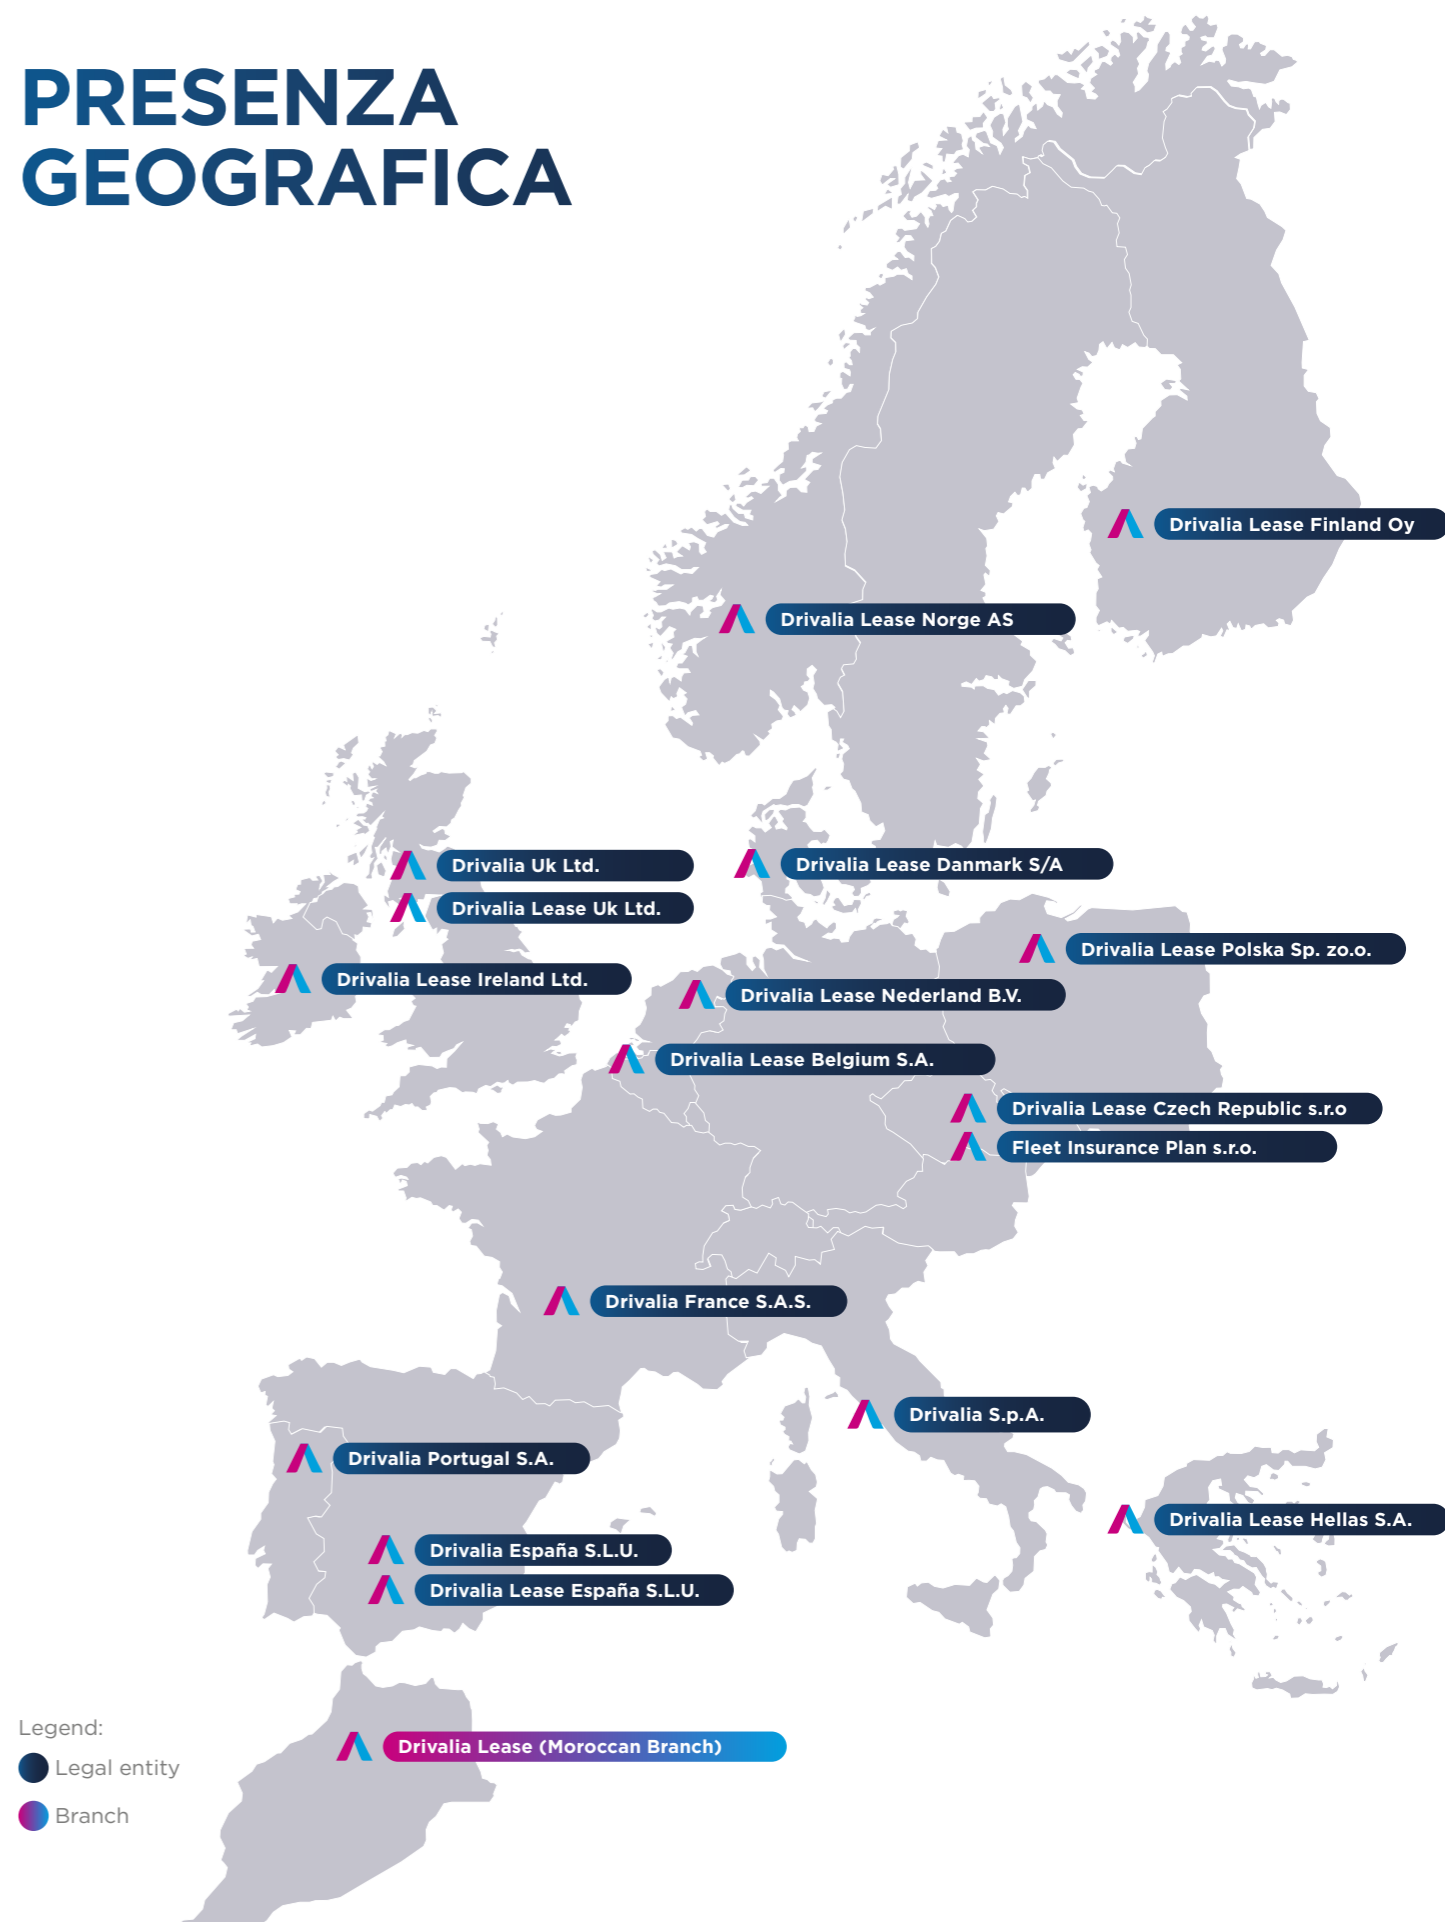 PRESENZA
GEOGRAFICA
Drivalia Lease Finland Oy
Drivalia Lease Norge AS
Drivalia Uk Ltd.
Drivalia Lease Danmark S/A
Drivalia Lease Uk Ltd.
Drivalia Lease Polska Sp. zo.o.
Drivalia Lease Ireland Ltd.
Drivalia Lease Nederland B.V.
Drivalia Lease Belgium S.A.
Drivalia Lease Czech Republic s.r.o
Fleet Insurance Plan s.r.o.
Drivalia France S.A.S.
Drivalia S.p.A.
Drivalia Portugal S.A.
Drivalia Lease Hellas S.A.
Drivalia España S.L.U.
Drivalia Lease España S.L.U.
Drivalia Lease (Moroccan Branch)
Legend:
Legal entity
Branch